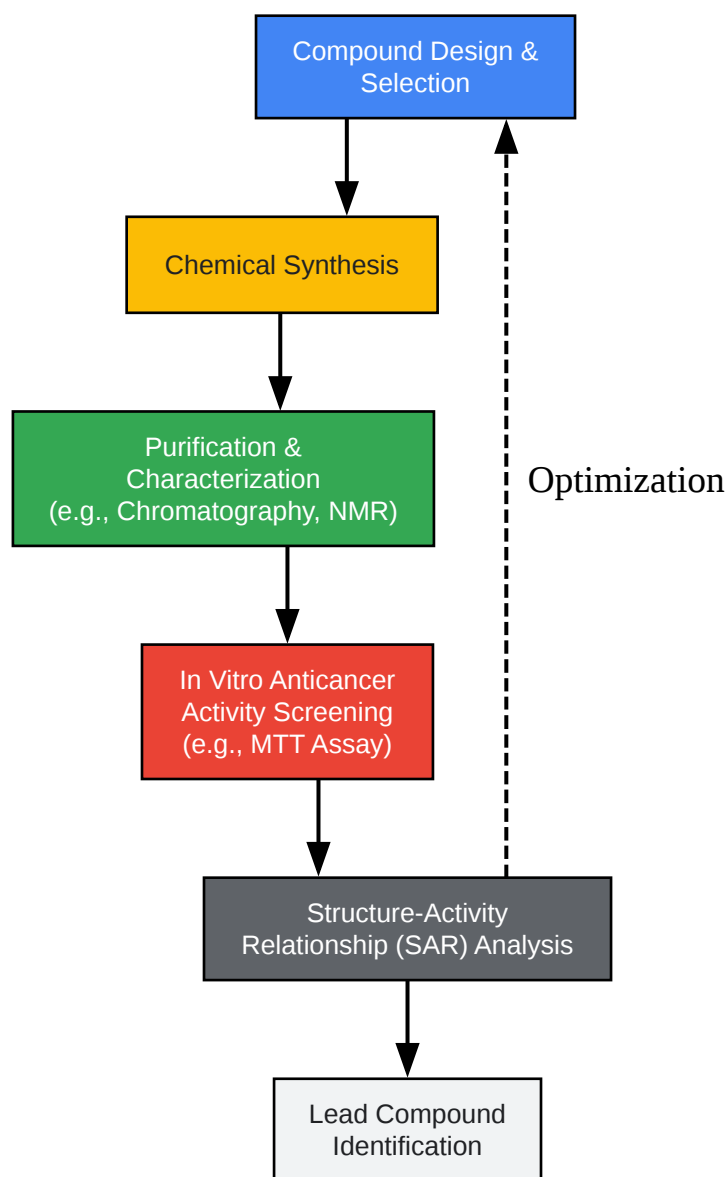 Compound Design &
Selection
Chemical Synthesis
Purification &
Characterization
(e.g., Chromatography, NMR)
Optimization
In Vitro Anticancer
Activity Screening
(e.g., MTT Assay)
Structure-Activity
Relationship (SAR) Analysis
Lead Compound
Identification